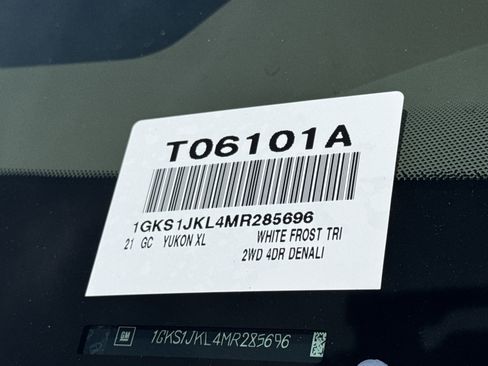 T06101A
1GKS1JKL4MR285696
21 GC YUKON XL WHITE FROST TRI
2WD 4DR DENALI
GM 1GKS1JKL4MR285696